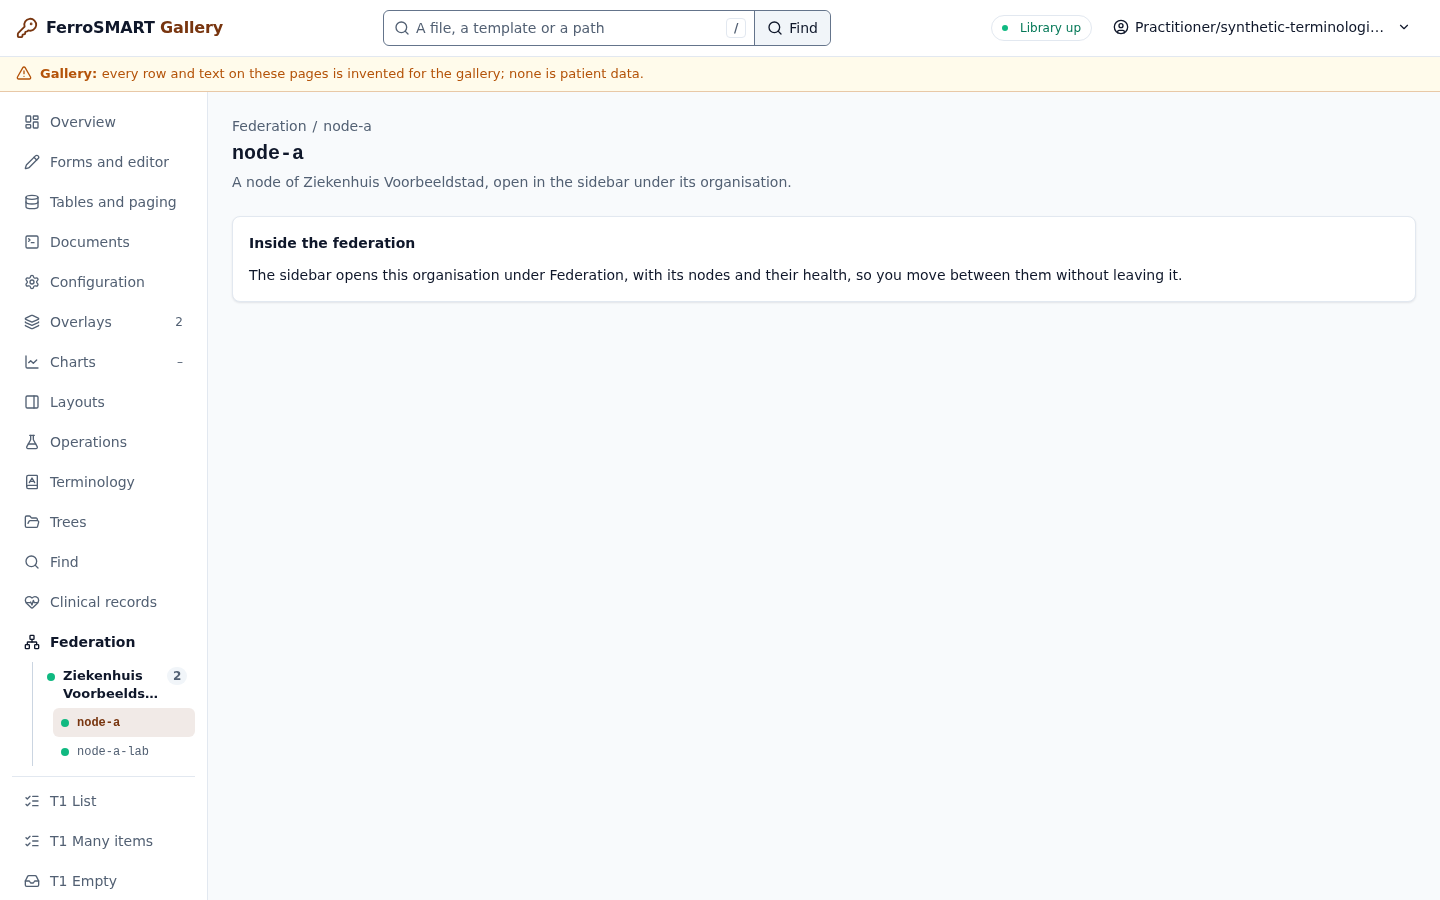 FerroSMART Gallery
A file, a template or a path
/
Find
Library up
Practitioner/synthetic-terminologi...
Gallery: every row and text on these pages is invented for the gallery; none is patient data.
Overview
Forms and editor
Tables and paging
Documents
Configuration
Overlays 2
Charts –
Layouts
Operations
Terminology
Trees
Find
Clinical records
Federation
Ziekenhuis 2
Voorbeelds...
node-a
node-a-lab
T1 List
T1 Many items
T1 Empty
Federation / node-a
node-a
A node of Ziekenhuis Voorbeeldstad, open in the sidebar under its organisation.
Inside the federation
The sidebar opens this organisation under Federation, with its nodes and their health, so you move between them without leaving it.